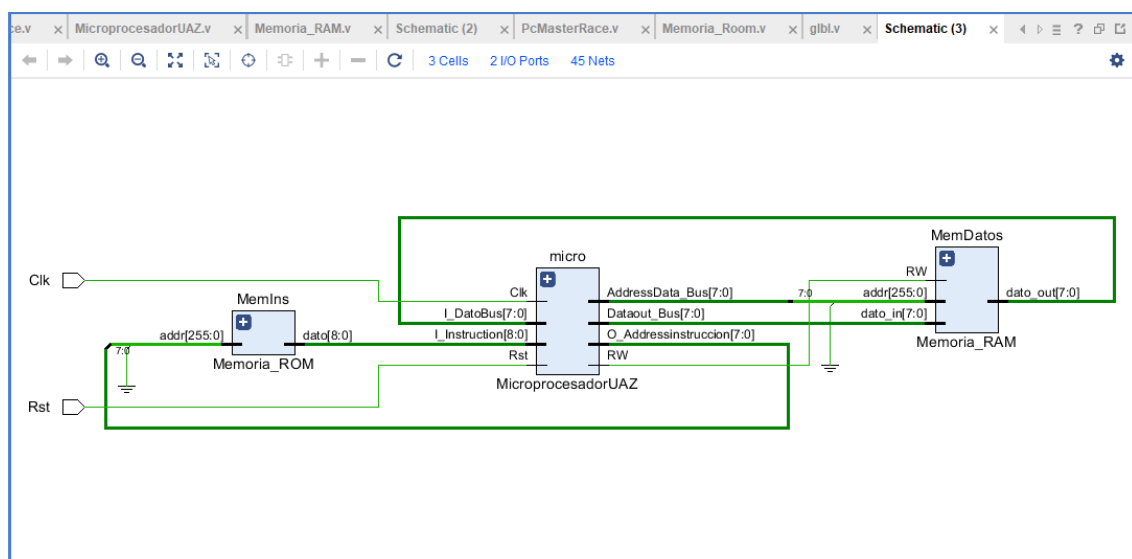 ce.v × MicroprocesadorUAZ.v × Memoria_RAM.v × Schematic (2) × PcMasterRace.v × Memoria_Room.v × glbl.v × Schematic (3) ×
3 Cells 2 I/O Ports 45 Nets
MemDatos
micro
RW
Clk
Clk
AddressData_Bus[7:0]
7:0
addr[255:0]
dato_out[7:0]
MemIns
I_DatoBus[7:0]
Dataout_Bus[7:0]
dato_in[7:0]
addr[255:0]
dato[8:0]
I_Instruction[8:0]
O_Addressinstruccion[7:0]
Memoria_RAM
7:0
Memoria_ROM
Rst
RW
MicroprocesadorUAZ
Rst